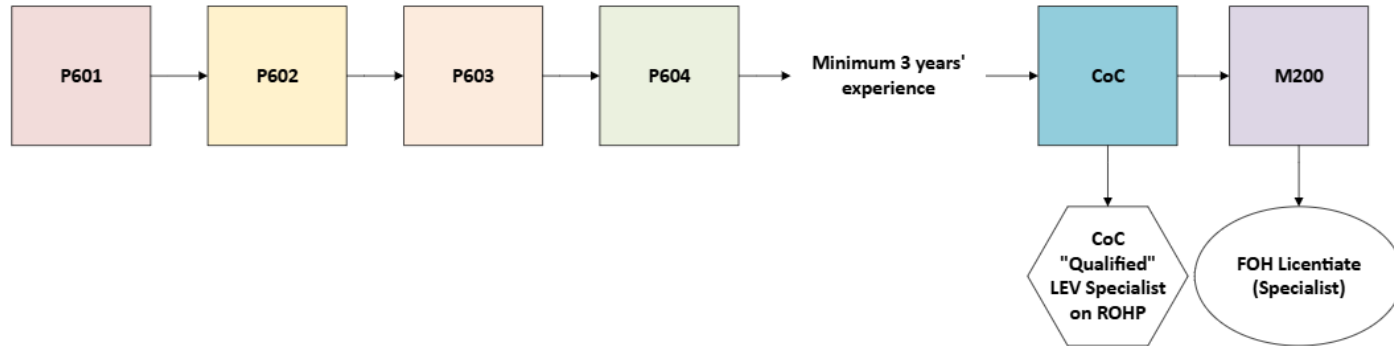 P601
P602
P603
P604
Minimum 3 years'
experience
CoC
M200
CoC
"Qualified"
LEV Specialist
on ROHP
FOH Licentiate
(Specialist)